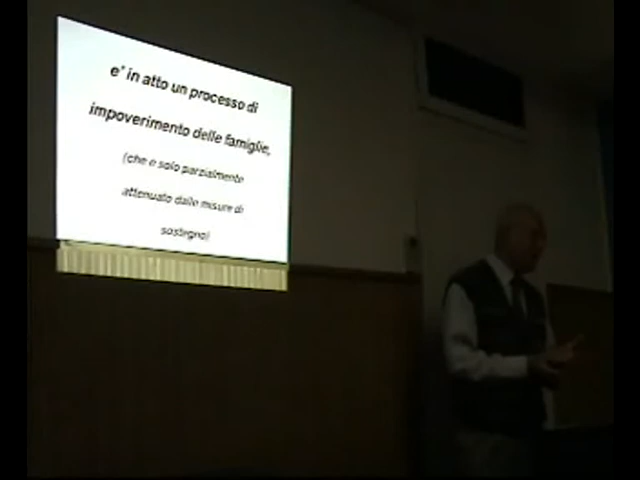 e' in atto un processo di
impoverimento delle famiglie,
(che e solo parzialmente
attenuato dalle misure di
sostegno)